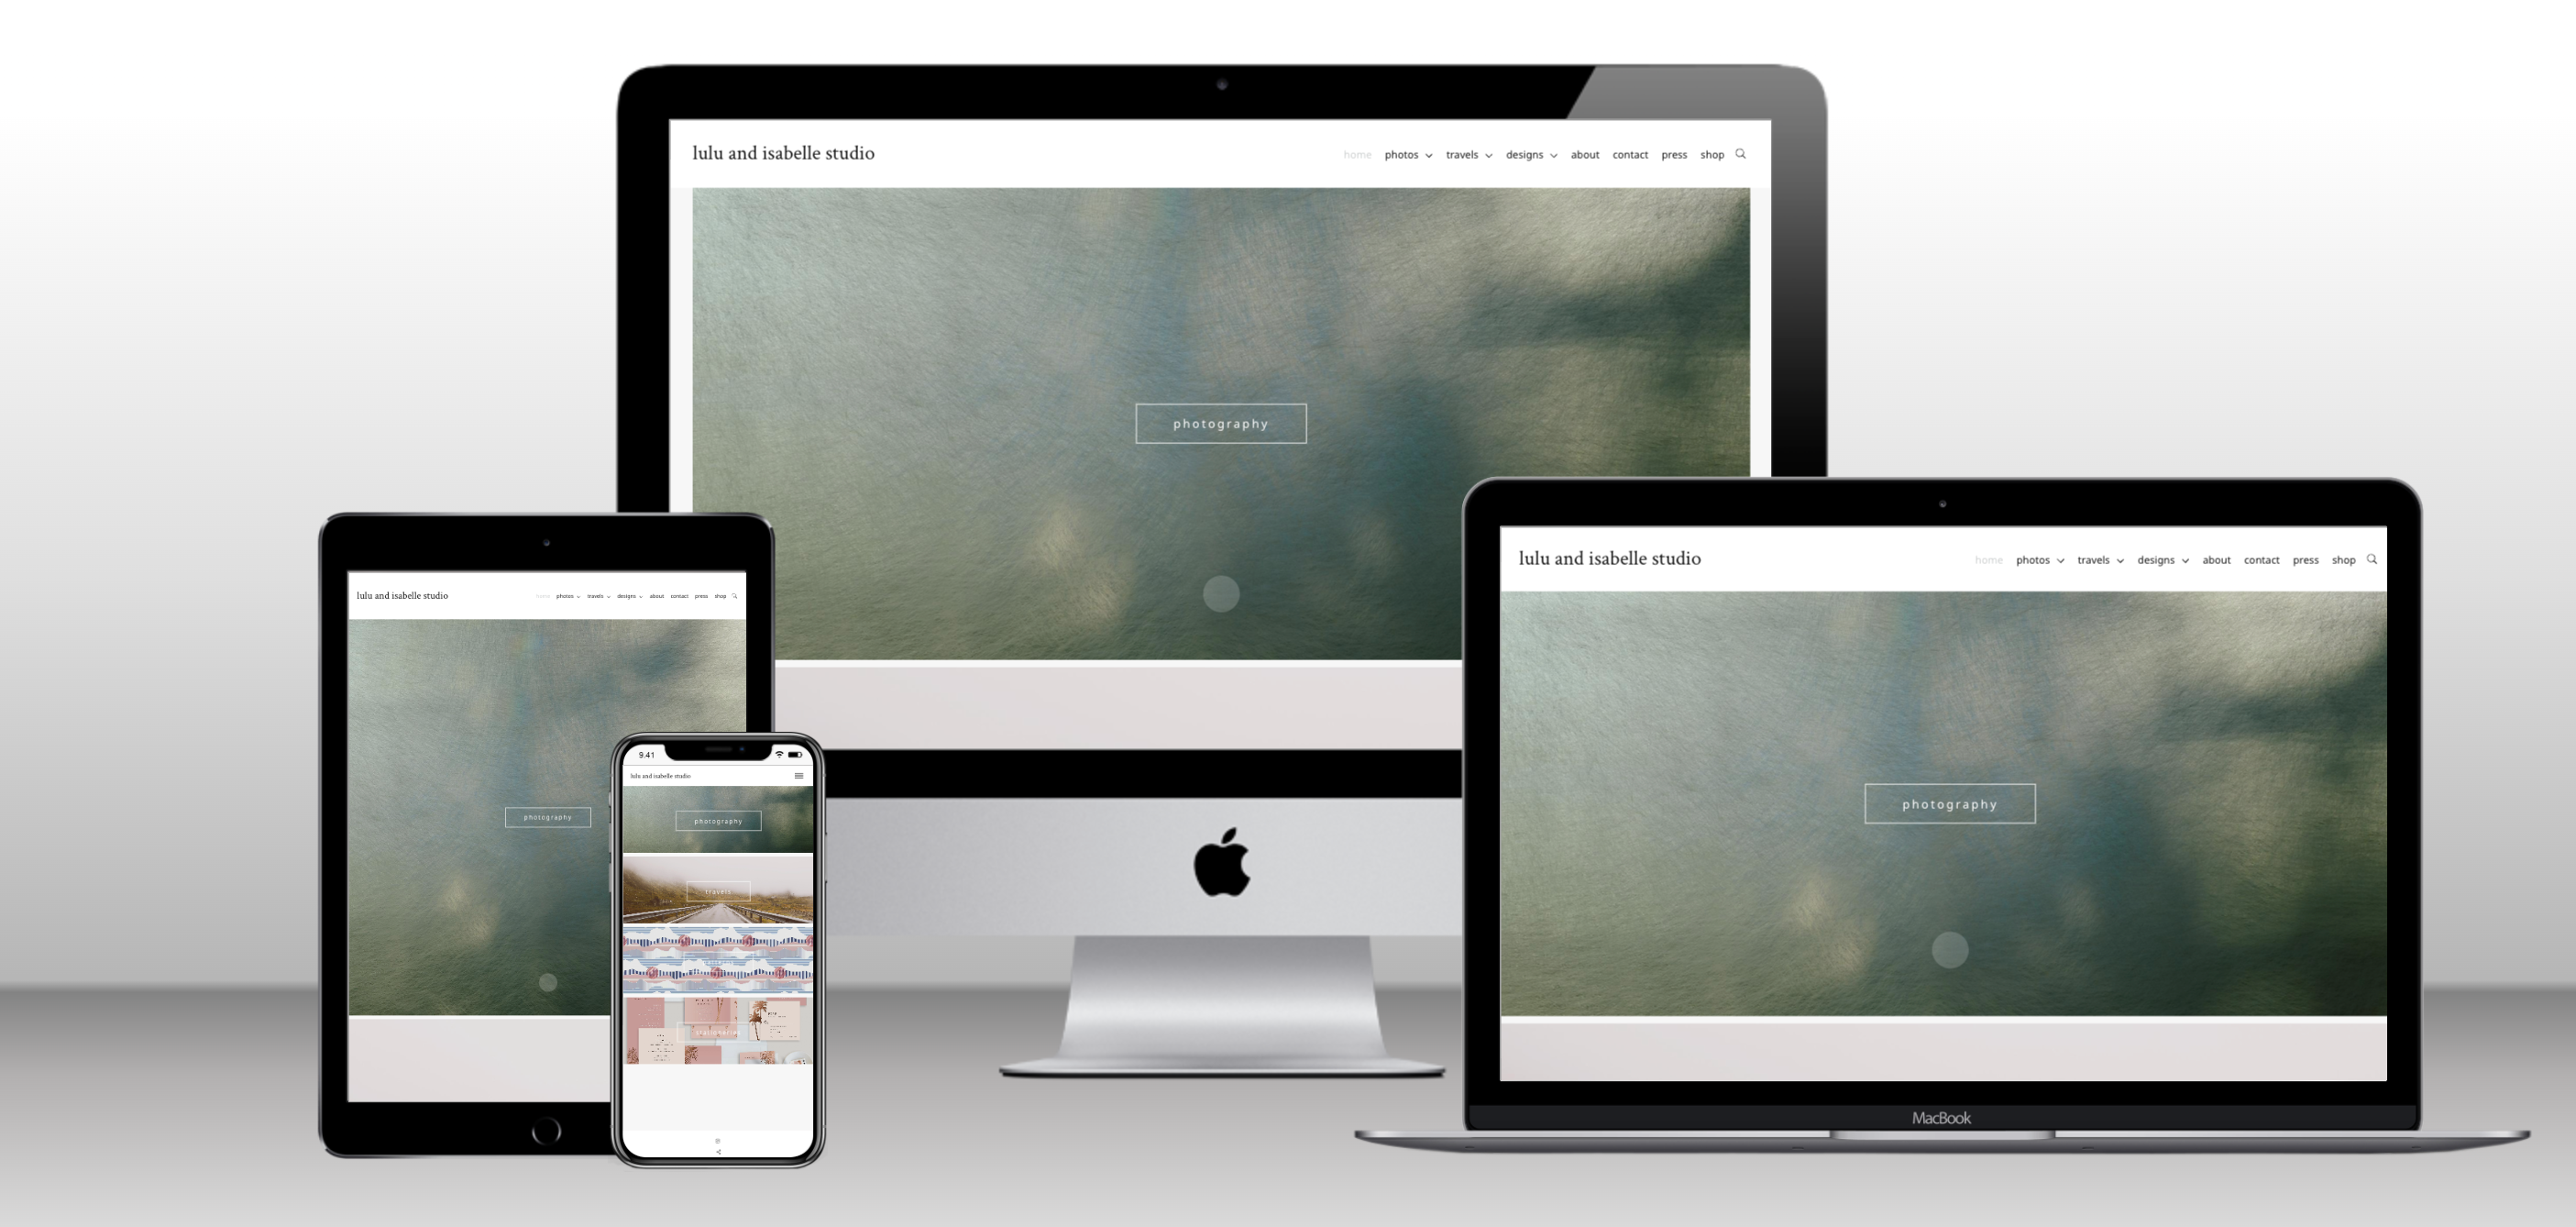 lulu and isabelle studio
home photos travels designs about contact press shop
photography
lulu and isabelle studio
home photos travels designs about contact press shop
photography
MacBook
lulu and isabelle studio
home photos travels designs about contact press shop
photography
9.41
lulu and isabelle studio
photography
travels
stationeries